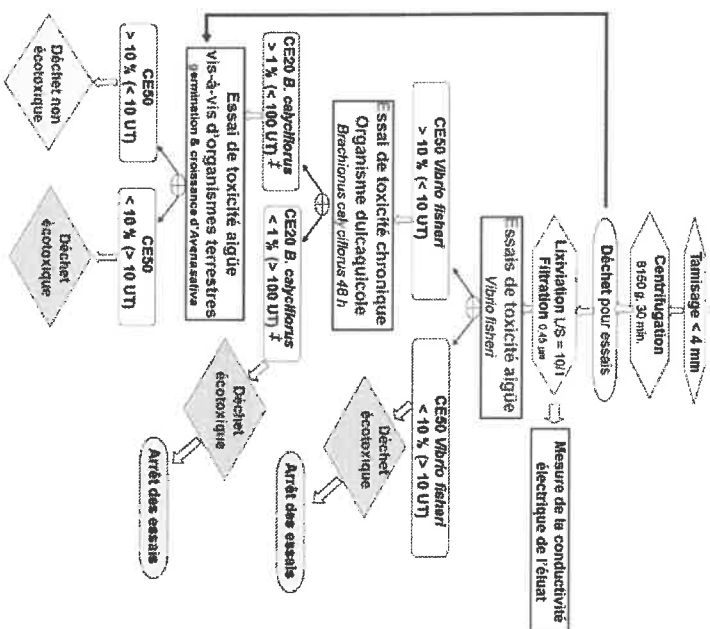 Tamisage < 4 mm
Centrifugation
8150 g, 30 min.
Déchet pour essais
Lixiviation L/S = 10/1
Filtration 0,45 µm
Mesure de la conductivité
électrique de l'éluat
Essais de toxicité aigüe
Vibrio fisheri
CE50 Vibrio fisheri
> 10 % (< 10 UT)
CE50 Vibrio fisheri
< 10 % (> 10 UT)
Déchet
écotoxique
Arrêt des essais
Essai de toxicité chronique
Organisme dulcaquicole
Brachionus calyciflorus 48 h
CE20 B. calyciflorus
> 1 % (< 100 UT) ‡
CE20 B. calyciflorus
< 1 % (> 100 UT) ‡
Déchet
écotoxique
Arrêt des essais
Essai de toxicité aigüe
vis-à-vis d'organismes terrestres
germination & croissance d'Avena sativa
CE50
> 10 % (< 10 UT)
CE50
< 10 % (> 10 UT)
Déchet non
écotoxique
Déchet
écotoxique